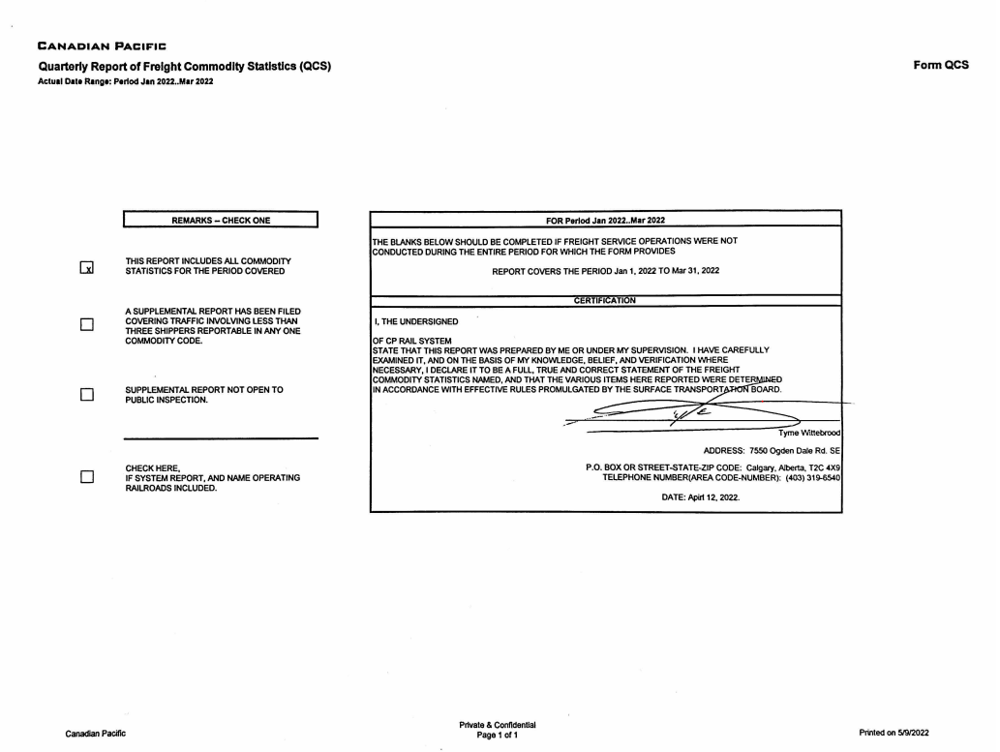 CANADIAN PACIFIC
Quarterly Report of Freight Commodity Statistics (QCS)
Form QCS
Actual Date Range: Period Jan 2022..Mar 2022
REMARKS -- CHECK ONE
x
THIS REPORT INCLUDES ALL COMMODITY
STATISTICS FOR THE PERIOD COVERED
A SUPPLEMENTAL REPORT HAS BEEN FILED
COVERING TRAFFIC INVOLVING LESS THAN
THREE SHIPPERS REPORTABLE IN ANY ONE
COMMODITY CODE.
SUPPLEMENTAL REPORT NOT OPEN TO
PUBLIC INSPECTION.
CHECK HERE,
IF SYSTEM REPORT, AND NAME OPERATING
RAILROADS INCLUDED.
FOR Period Jan 2022..Mar 2022
THE BLANKS BELOW SHOULD BE COMPLETED IF FREIGHT SERVICE OPERATIONS WERE NOT
CONDUCTED DURING THE ENTIRE PERIOD FOR WHICH THE FORM PROVIDES
REPORT COVERS THE PERIOD Jan 1, 2022 TO Mar 31, 2022
CERTIFICATION
I, THE UNDERSIGNED
OF CP RAIL SYSTEM
STATE THAT THIS REPORT WAS PREPARED BY ME OR UNDER MY SUPERVISION. I HAVE CAREFULLY
EXAMINED IT, AND ON THE BASIS OF MY KNOWLEDGE, BELIEF, AND VERIFICATION WHERE
NECESSARY, I DECLARE IT TO BE A FULL, TRUE AND CORRECT STATEMENT OF THE FREIGHT
COMMODITY STATISTICS NAMED, AND THAT THE VARIOUS ITEMS HERE REPORTED WERE DETERMINED
IN ACCORDANCE WITH EFFECTIVE RULES PROMULGATED BY THE SURFACE TRANSPORTATION BOARD.
Tyme Wittebrood
ADDRESS: 7550 Ogden Dale Rd. SE
P.O. BOX OR STREET-STATE-ZIP CODE: Calgary, Alberta, T2C 4X9
TELEPHONE NUMBER(AREA CODE-NUMBER): (403) 319-6540
DATE: Apirl 12, 2022.
Canadian Pacific
Private & Confidential
Page 1 of 1
Printed on 5/9/2022